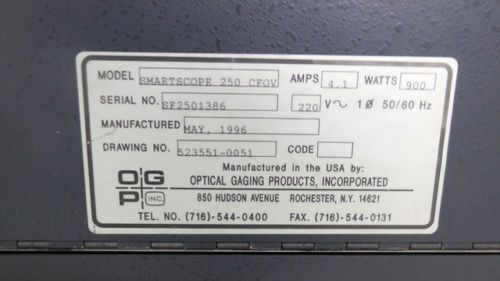 MODEL SMARTSCOPE 250 CFOV AMPS 4.1 WATTS 900
SERIAL NO. SF2501386 220 V~ 1Ø 50/60 Hz
MANUFACTURED MAY, 1996
DRAWING NO. 523551-0051 CODE
Manufactured in the USA by:
OGP INC. OPTICAL GAGING PRODUCTS, INCORPORATED
850 HUDSON AVENUE ROCHESTER, N.Y. 14621
TEL. NO. (716)-544-0400 FAX. (716)-544-0131